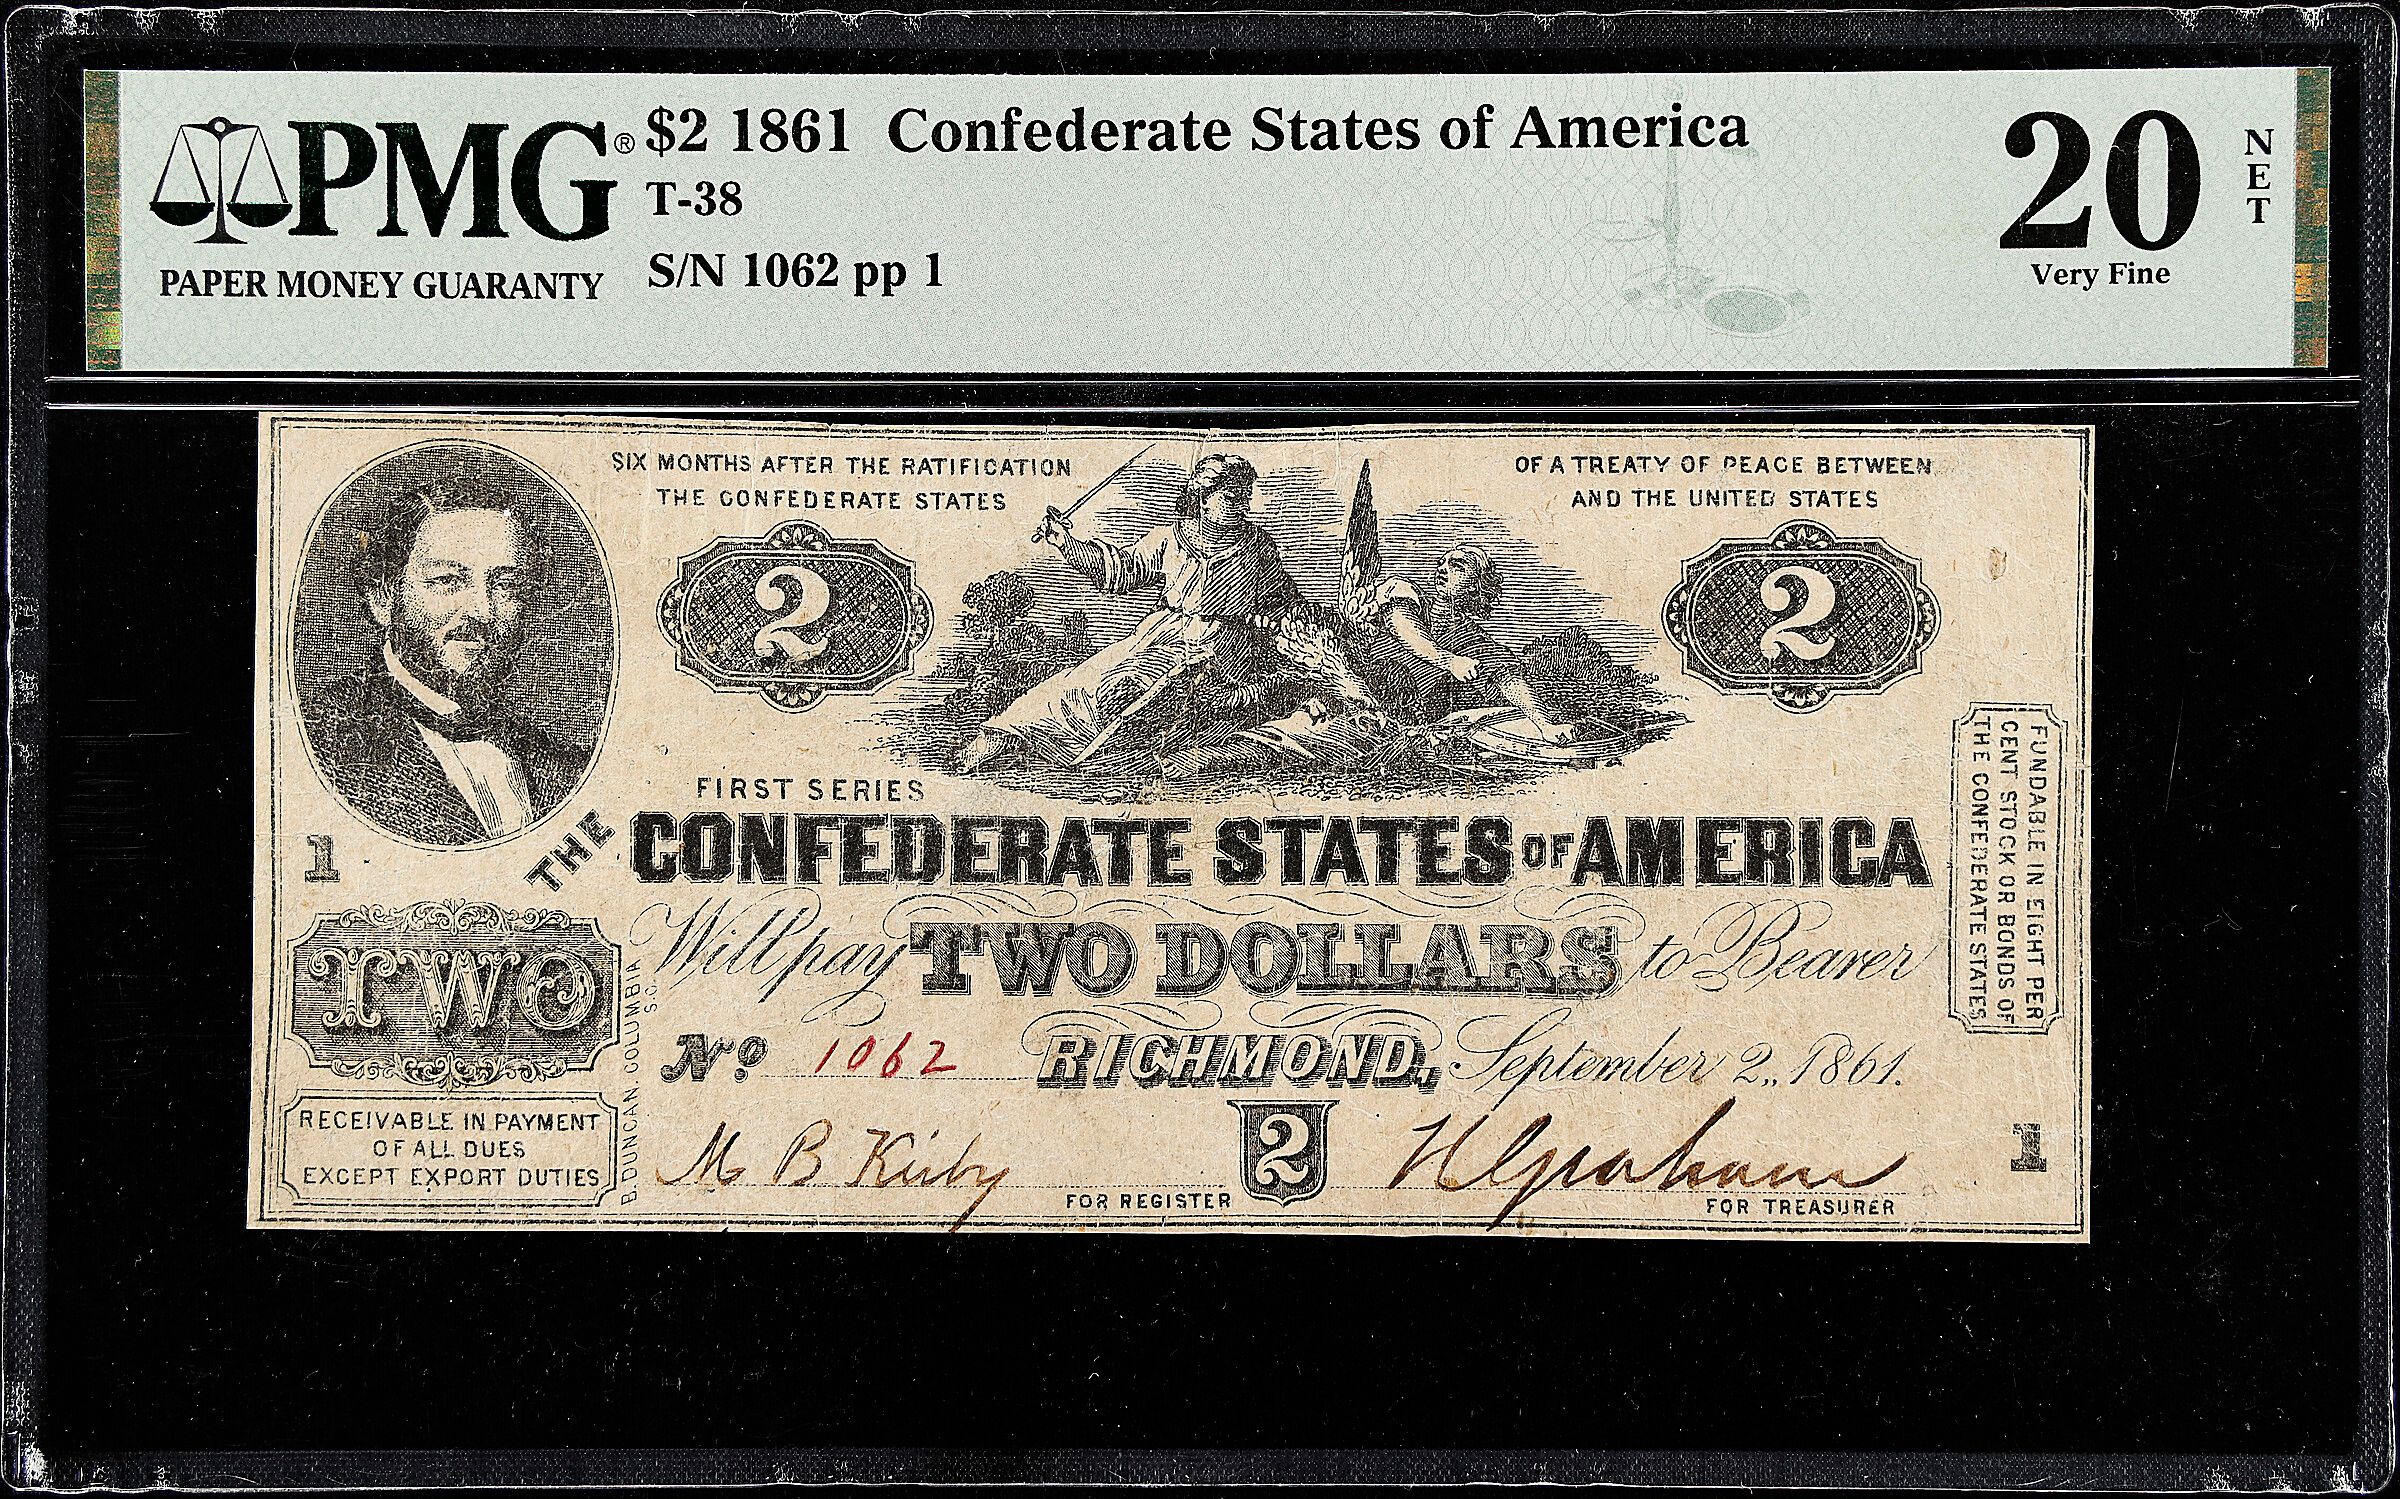 PMG®
PAPER MONEY GUARANTY
$2 1861 Confederate States of America
T-38
S/N 1062 pp 1
20
NET
Very Fine
SIX MONTHS AFTER THE RATIFICATION
THE CONFEDERATE STATES
OF A TREATY OF PEACE BETWEEN
AND THE UNITED STATES
2
2
FIRST SERIES
1
THE CONFEDERATE STATES OF AMERICA
Will pay TWO DOLLARS to Bearer
TWO
No. 1062 RICHMOND, September 2, 1861.
RECEIVABLE IN PAYMENT
OF ALL DUES
EXCEPT EXPORT DUTIES
B. DUNCAN COLUMBIA
S.C.
M B Kirby
FOR REGISTER
2
H Graham
FOR TREASURER
1
FUNDABLE IN EIGHT PER
CENT STOCK OR BONDS OF
THE CONFEDERATE STATES